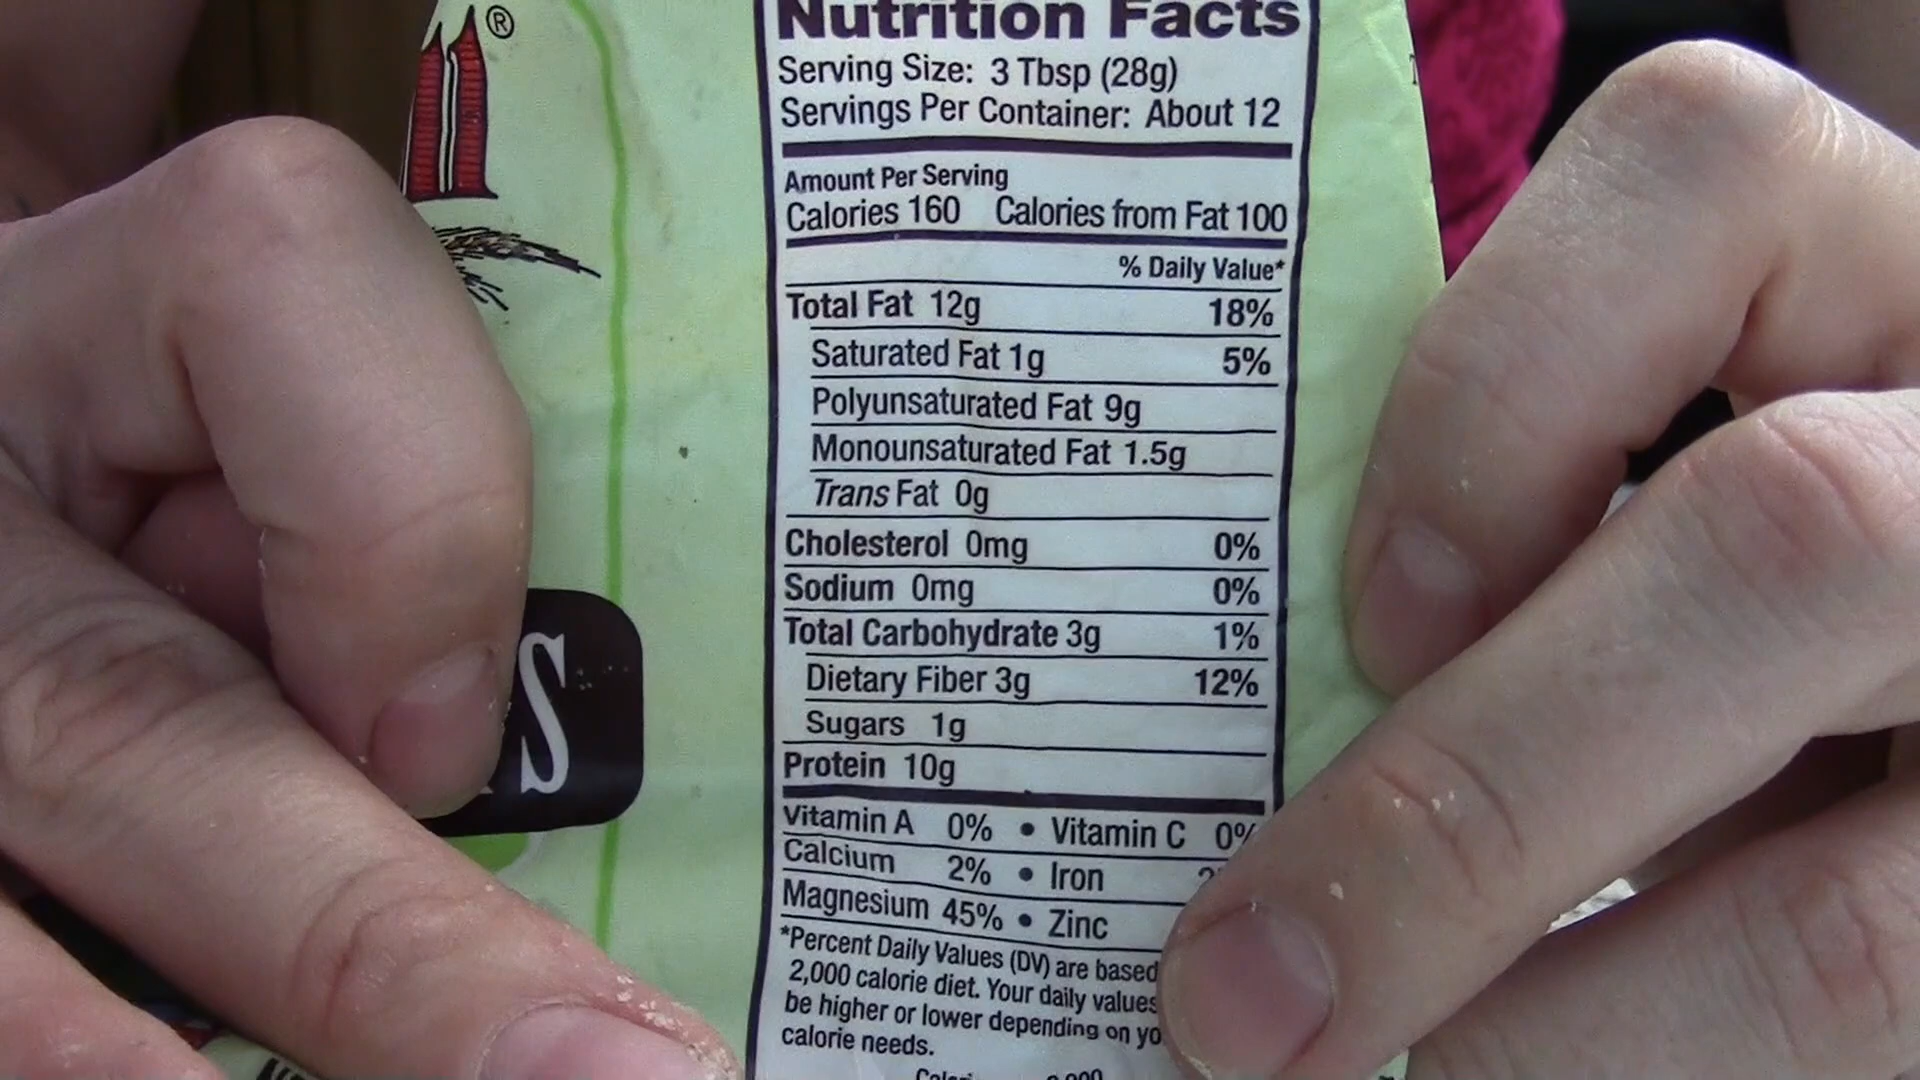 ®
Nutrition Facts
Serving Size: 3 Tbsp (28g)
Servings Per Container: About 12
Amount Per Serving
Calories 160 Calories from Fat 100
% Daily Value*
Total Fat 12g 18%
Saturated Fat 1g 5%
Polyunsaturated Fat 9g
Monounsaturated Fat 1.5g
Trans Fat 0g
Cholesterol 0mg 0%
Sodium 0mg 0%
Total Carbohydrate 3g 1%
Dietary Fiber 3g 12%
Sugars 1g
S
Protein 10g
Vitamin A 0% • Vitamin C 0%
Calcium 2% • Iron
Magnesium 45% • Zinc
*Percent Daily Values (DV) are based
2,000 calorie diet. Your daily values
be higher or lower depending on yo
calorie needs.